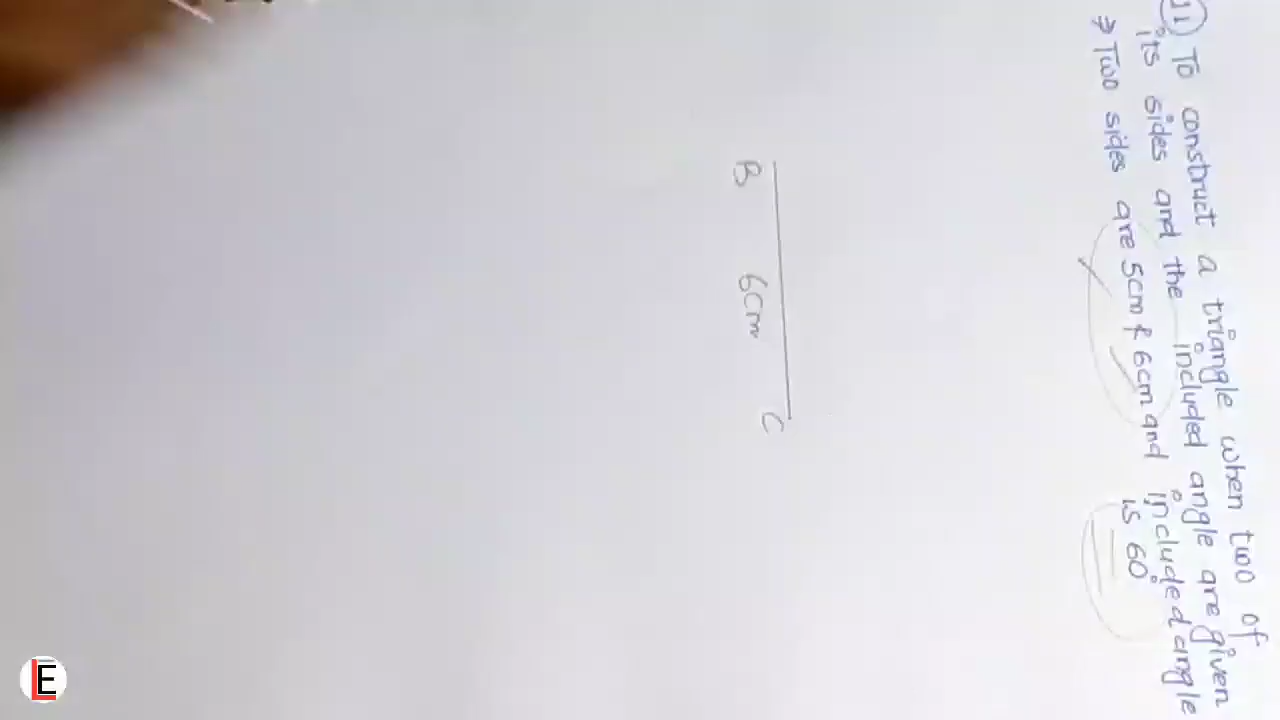 11 To construct a triangle when two of
its sides and the included angle are given
⇒ Two sides are 5cm & 6cm and included angle
is 60°
B 6cm C
LE